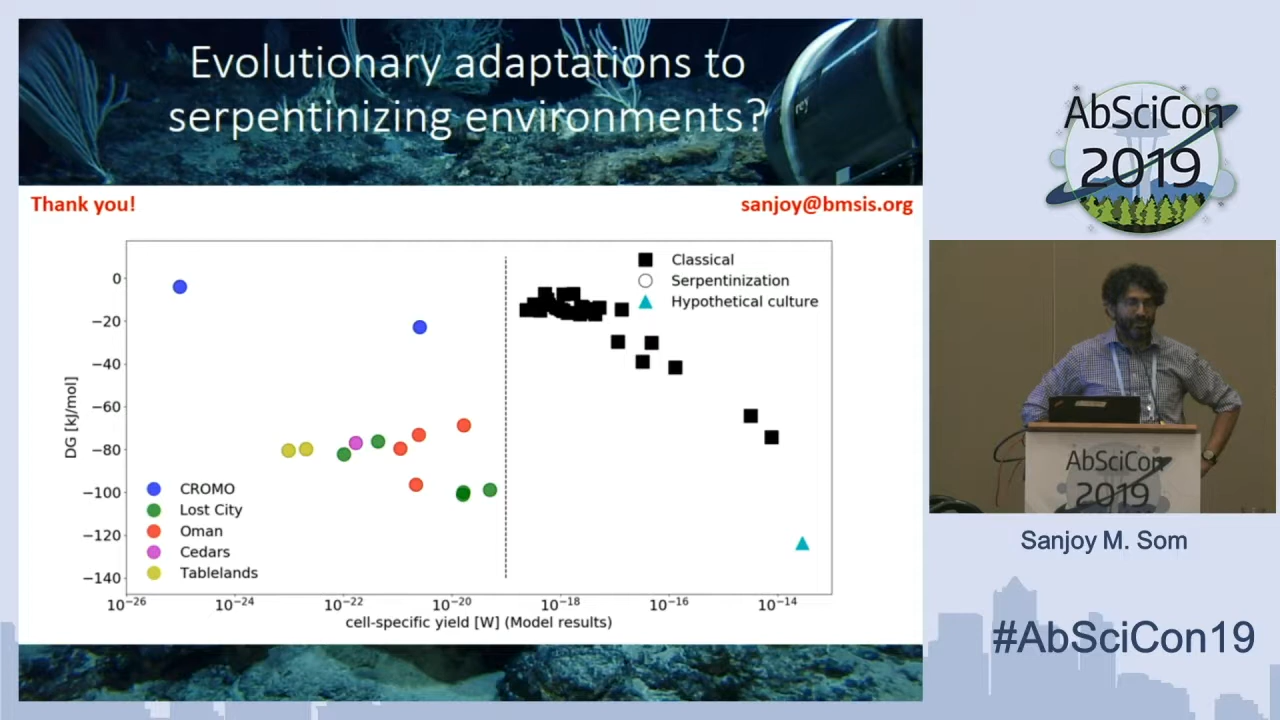 Evolutionary adaptations to
serpentinizing environments?
rey
Thank you!
sanjoy@bmsis.org
Classical
Serpentinization
Hypothetical culture
0
−20
−40
−60
−80
−100
−120
−140
DG [kJ/mol]
CROMO
Lost City
Oman
Cedars
Tablelands
10^-26
10^-24
10^-22
10^-20
10^-18
10^-16
10^-14
cell-specific yield [W] (Model results)
AbSciCon
2019
AbSciCon
2019
Sanjoy M. Som
#AbSciCon19